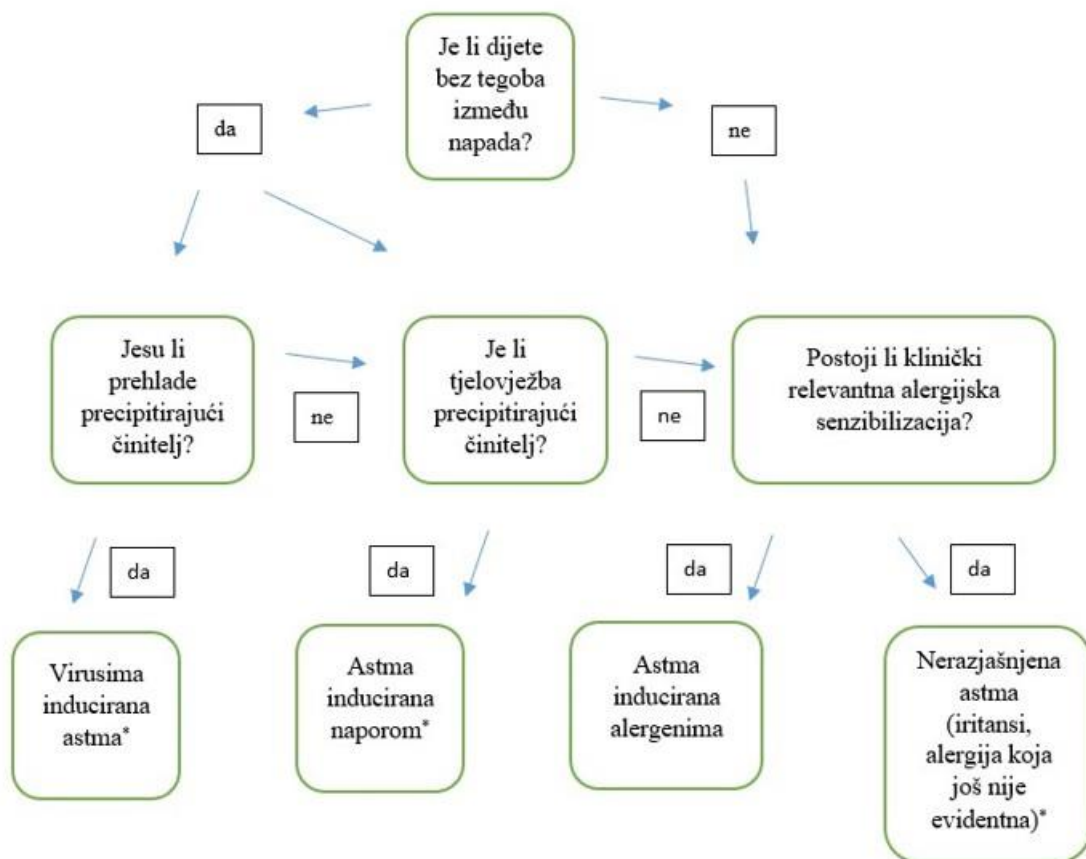 Je li dijete
bez tegoba
između
napada?
da
ne
Jesu li
prehlade
precipitirajući
činitelj?
ne
Je li
tjelovježba
precipitirajući
činitelj?
ne
Postoji li klinički
relevantna alergijska
senzibilizacija?
da
da
da
da
Virusima
inducirana
astma*
Astma
inducirana
naporom*
Astma
inducirana
alergenima
Nerazjašnjena
astma
(iritansi,
alergija koja
još nije
evidentna)*